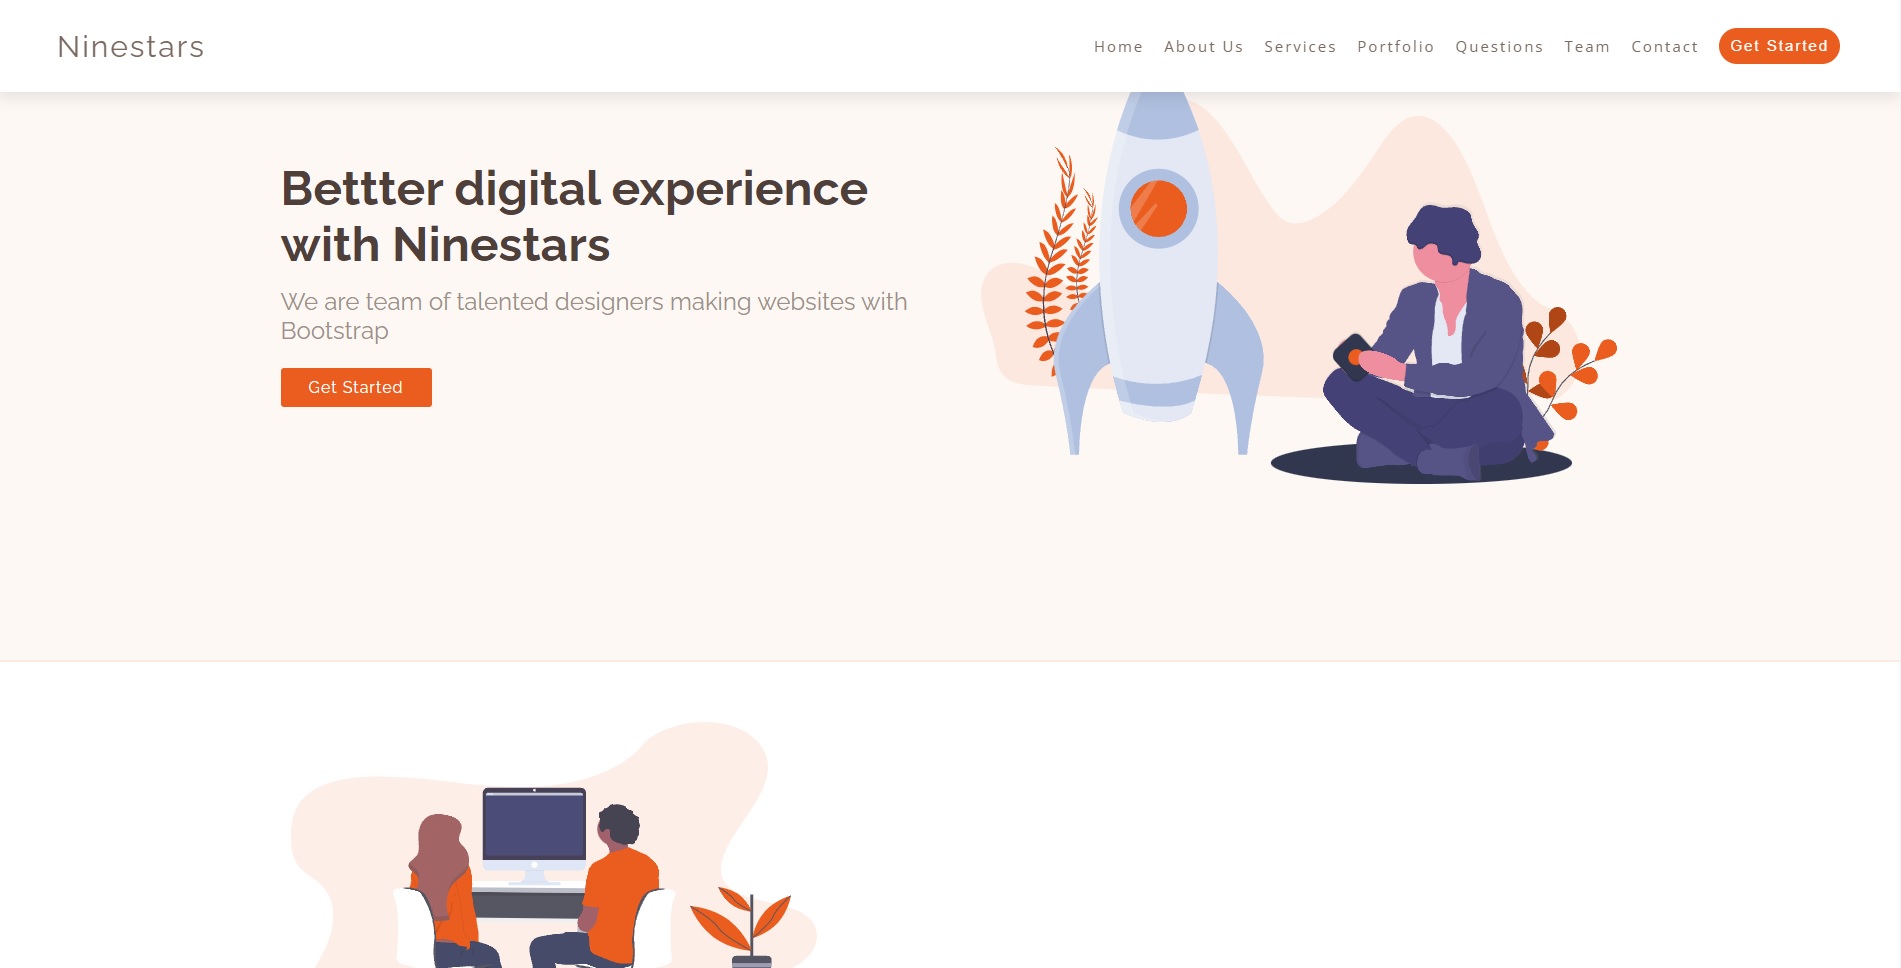 Ninestars
Home About Us Services Portfolio Questions Team Contact Get Started
Bettter digital experience
with Ninestars
We are team of talented designers making websites with
Bootstrap
Get Started